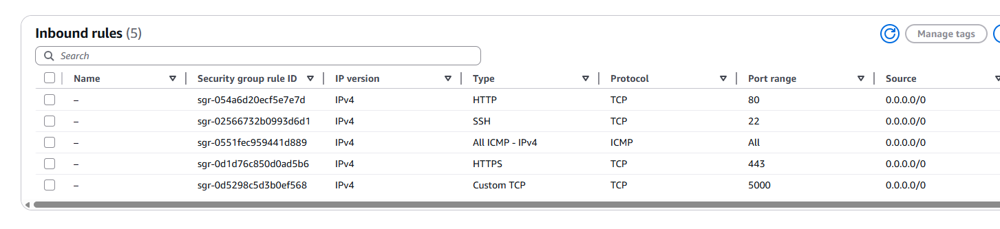 Inbound rules (5)
Manage tags
Search
Name Security group rule ID IP version Type Protocol Port range Source
– sgr-054a6d20ecf5e7e7d IPv4 HTTP TCP 80 0.0.0.0/0
– sgr-02566732b0993d6d1 IPv4 SSH TCP 22 0.0.0.0/0
– sgr-0551fec959441d889 IPv4 All ICMP - IPv4 ICMP All 0.0.0.0/0
– sgr-0d1d76c850d0ad5b6 IPv4 HTTPS TCP 443 0.0.0.0/0
– sgr-0d5298c5d3b0ef568 IPv4 Custom TCP TCP 5000 0.0.0.0/0